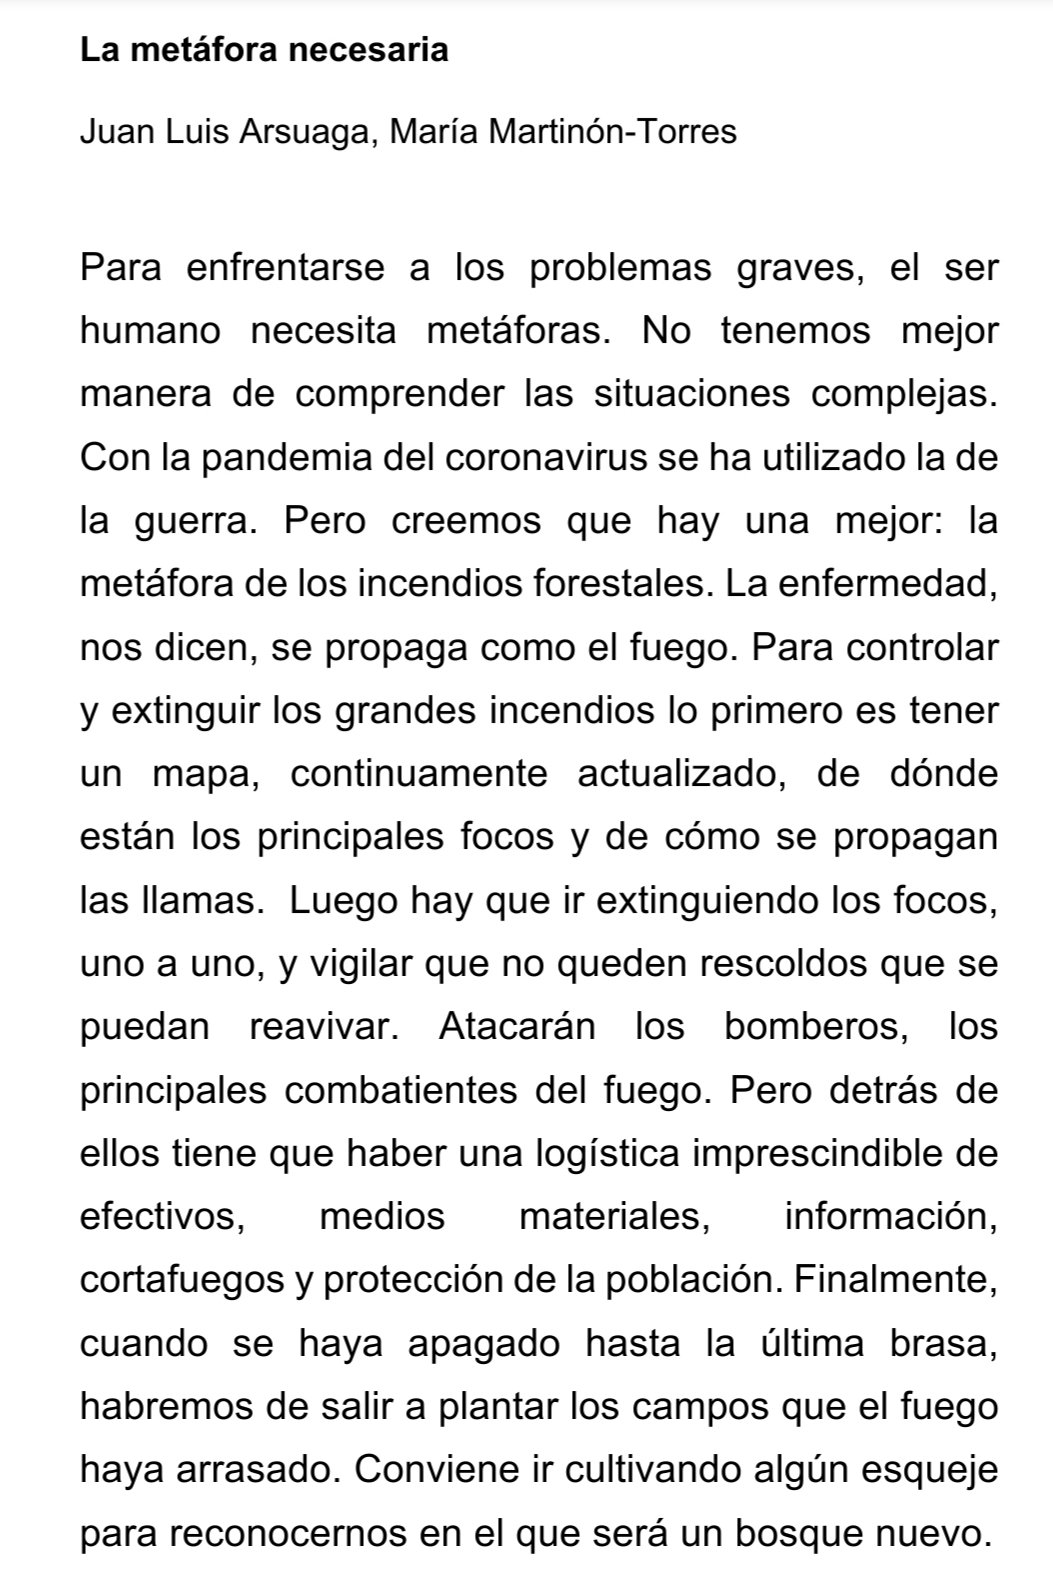 La metáfora necesaria
Juan Luis Arsuaga, María Martinón-Torres
Para enfrentarse a los problemas graves, el ser
humano necesita metáforas. No tenemos mejor
manera de comprender las situaciones complejas.
Con la pandemia del coronavirus se ha utilizado la de
la guerra. Pero creemos que hay una mejor: la
metáfora de los incendios forestales. La enfermedad,
nos dicen, se propaga como el fuego. Para controlar
y extinguir los grandes incendios lo primero es tener
un mapa, continuamente actualizado, de dónde
están los principales focos y de cómo se propagan
las llamas.  Luego hay que ir extinguiendo los focos,
uno a uno, y vigilar que no queden rescoldos que se
puedan reavivar. Atacarán los bomberos, los
principales combatientes del fuego. Pero detrás de
ellos tiene que haber una logística imprescindible de
efectivos, medios materiales, información,
cortafuegos y protección de la población. Finalmente,
cuando se haya apagado hasta la última brasa,
habremos de salir a plantar los campos que el fuego
haya arrasado. Conviene ir cultivando algún esqueje
para reconocernos en el que será un bosque nuevo.